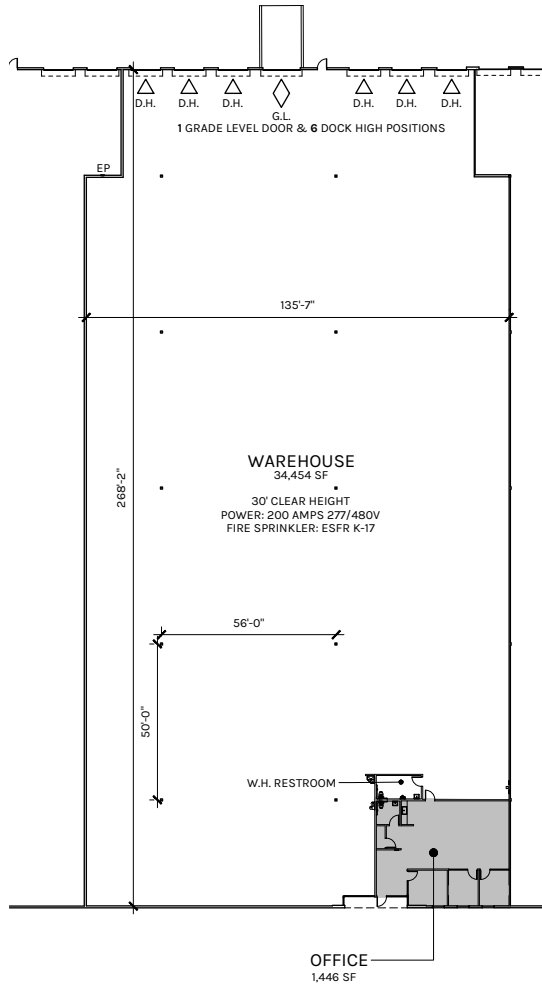 D.H.
D.H.
D.H.
G.L.
D.H.
D.H.
D.H.
1 GRADE LEVEL DOOR & 6 DOCK HIGH POSITIONS
EP
135'-7"
268'-2"
WAREHOUSE
34,454 SF
30' CLEAR HEIGHT
POWER: 200 AMPS 277/480V
FIRE SPRINKLER: ESFR K-17
56'-0"
50'-0"
W.H. RESTROOM
OFFICE
1,446 SF